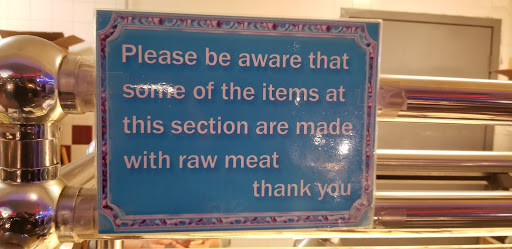 Please be aware that
some of the items at
this section are made
with raw meat
thank you